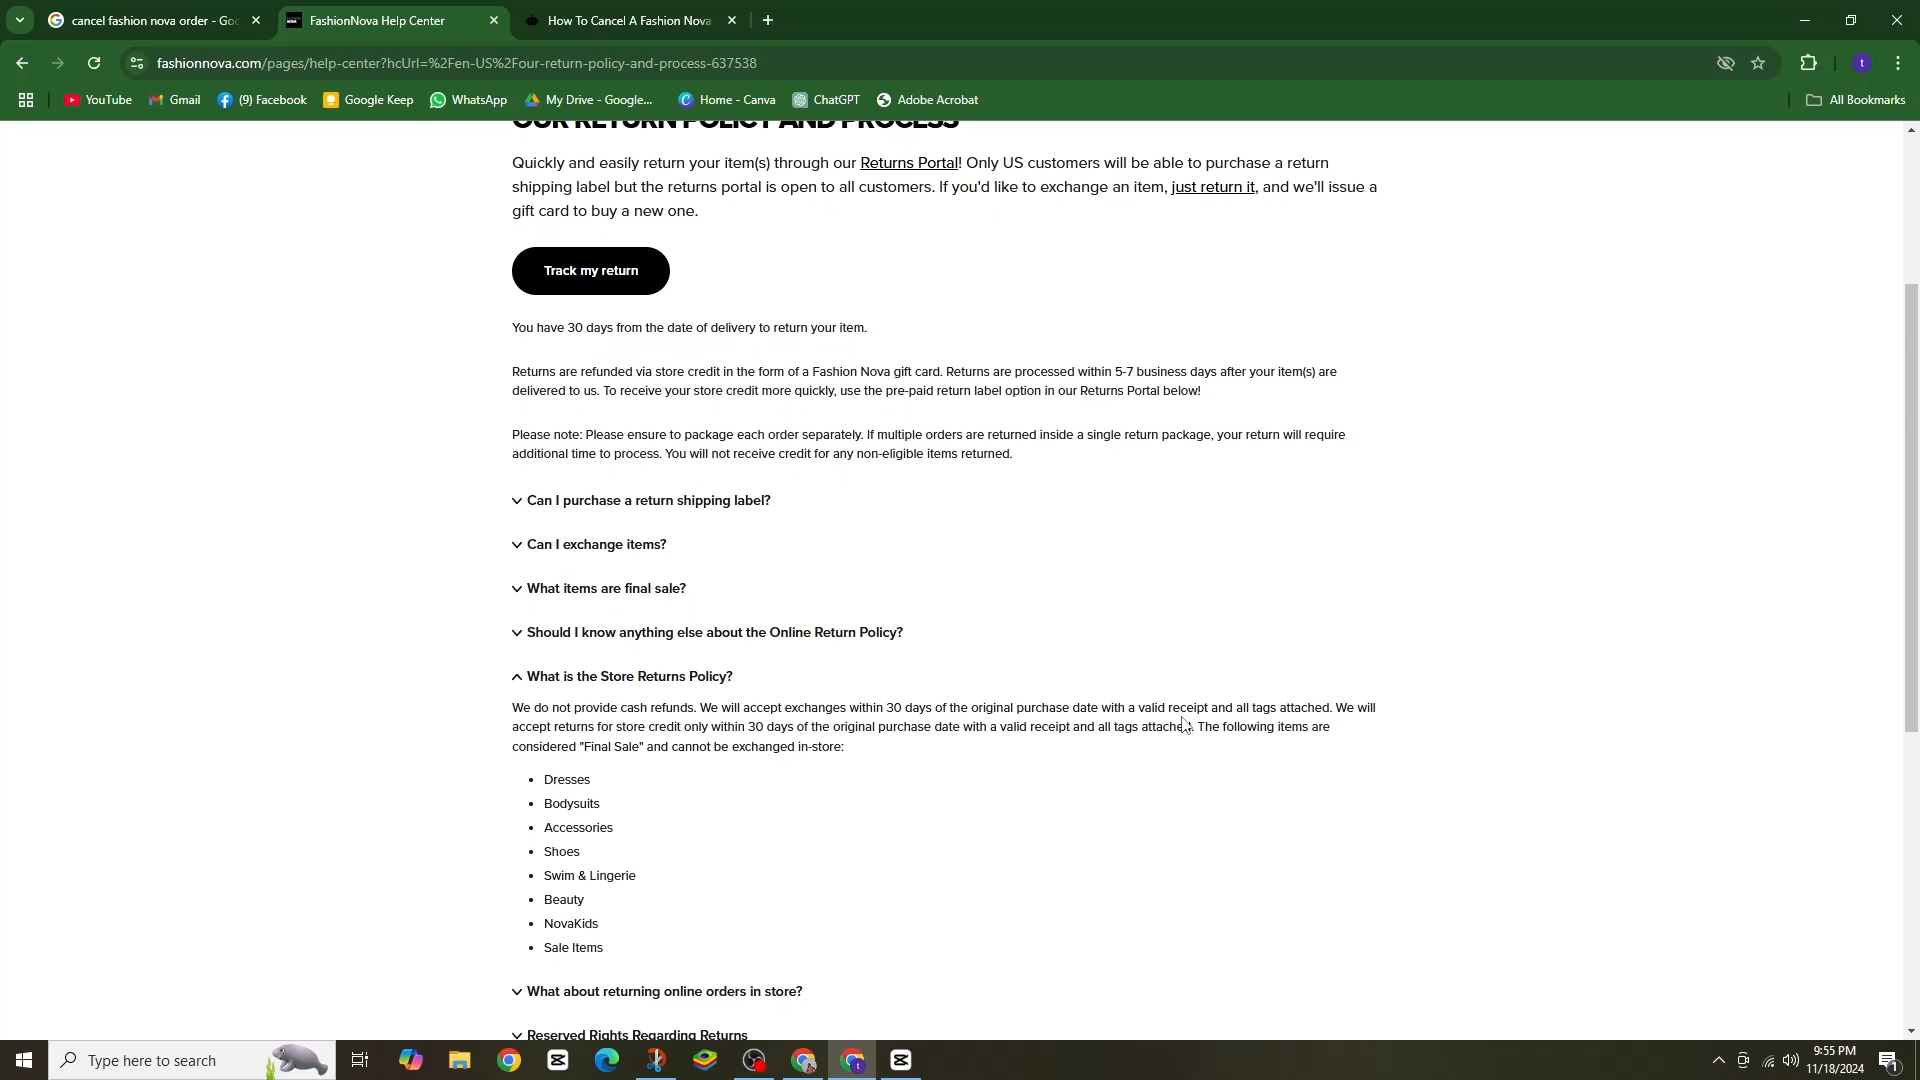 cancel fashion nova order - Goo
FashionNova Help Center
How To Cancel A Fashion Nova
fashionnova.com/pages/help-center?hcUrl=%2Fen-US%2Four-return-policy-and-process-637538
YouTube
Gmail
(9) Facebook
Google Keep
WhatsApp
My Drive - Google...
Home - Canva
ChatGPT
Adobe Acrobat
All Bookmarks
OUR RETURN POLICY AND PROCESS
Quickly and easily return your item(s) through our Returns Portal! Only US customers will be able to purchase a return
shipping label but the returns portal is open to all customers. If you'd like to exchange an item, just return it, and we'll issue a
gift card to buy a new one.
Track my return
You have 30 days from the date of delivery to return your item.
Returns are refunded via store credit in the form of a Fashion Nova gift card. Returns are processed within 5-7 business days after your item(s) are
delivered to us. To receive your store credit more quickly, use the pre-paid return label option in our Returns Portal below!
Please note: Please ensure to package each order separately. If multiple orders are returned inside a single return package, your return will require
additional time to process. You will not receive credit for any non-eligible items returned.
Can I purchase a return shipping label?
Can I exchange items?
What items are final sale?
Should I know anything else about the Online Return Policy?
What is the Store Returns Policy?
We do not provide cash refunds. We will accept exchanges within 30 days of the original purchase date with a valid receipt and all tags attached. We will
accept returns for store credit only within 30 days of the original purchase date with a valid receipt and all tags attached. The following items are
considered "Final Sale" and cannot be exchanged in-store:
• Dresses
• Bodysuits
• Accessories
• Shoes
• Swim & Lingerie
• Beauty
• NovaKids
• Sale Items
What about returning online orders in store?
Reserved Rights Regarding Returns
Type here to search
9:55 PM
11/18/2024
1